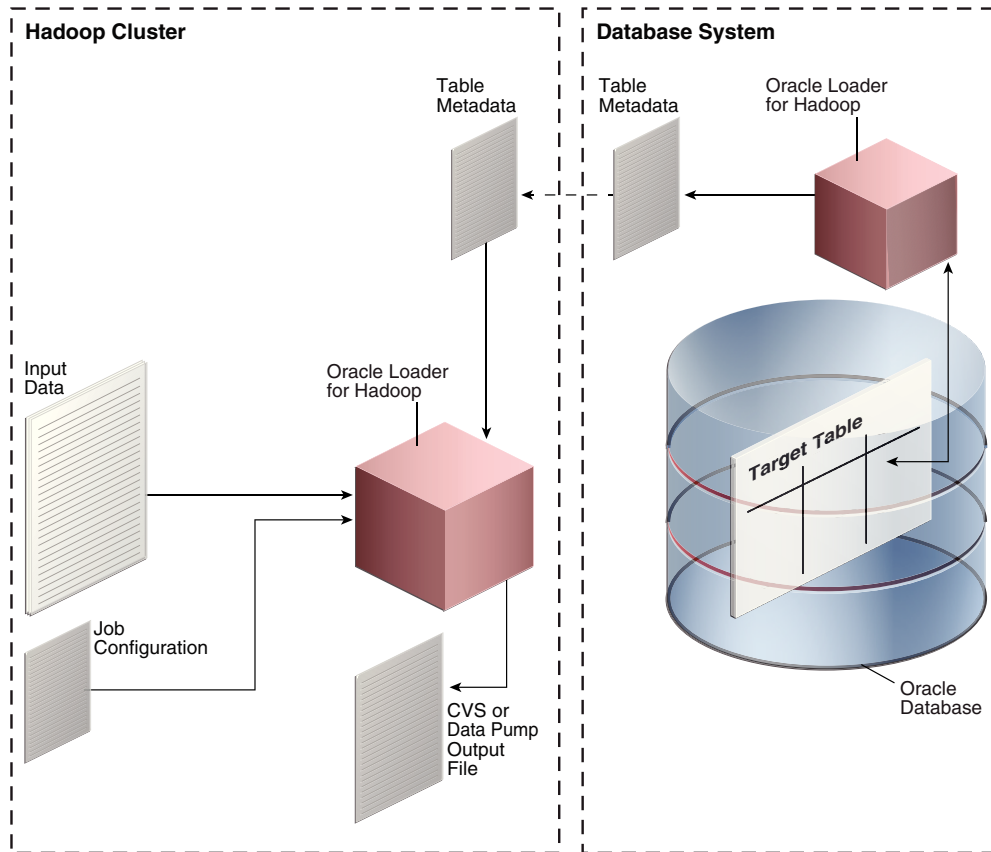 Hadoop Cluster
Table
Metadata
Input
Data
Oracle Loader
for Hadoop
Job
Configuration
CVS or
Data Pump
Output
File
Database System
Table
Metadata
Oracle Loader
for Hadoop
Target Table
Oracle
Database